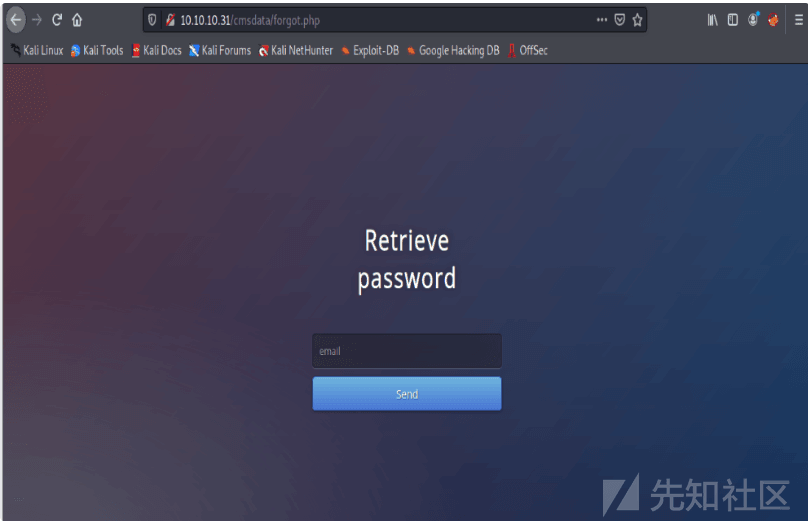 10.10.10.31/cmsdata/forgot.php
Kali Linux Kali Tools Kali Docs Kali Forums Kali NetHunter Exploit-DB Google Hacking DB OffSec
Retrieve
password
email
Send
先知社区